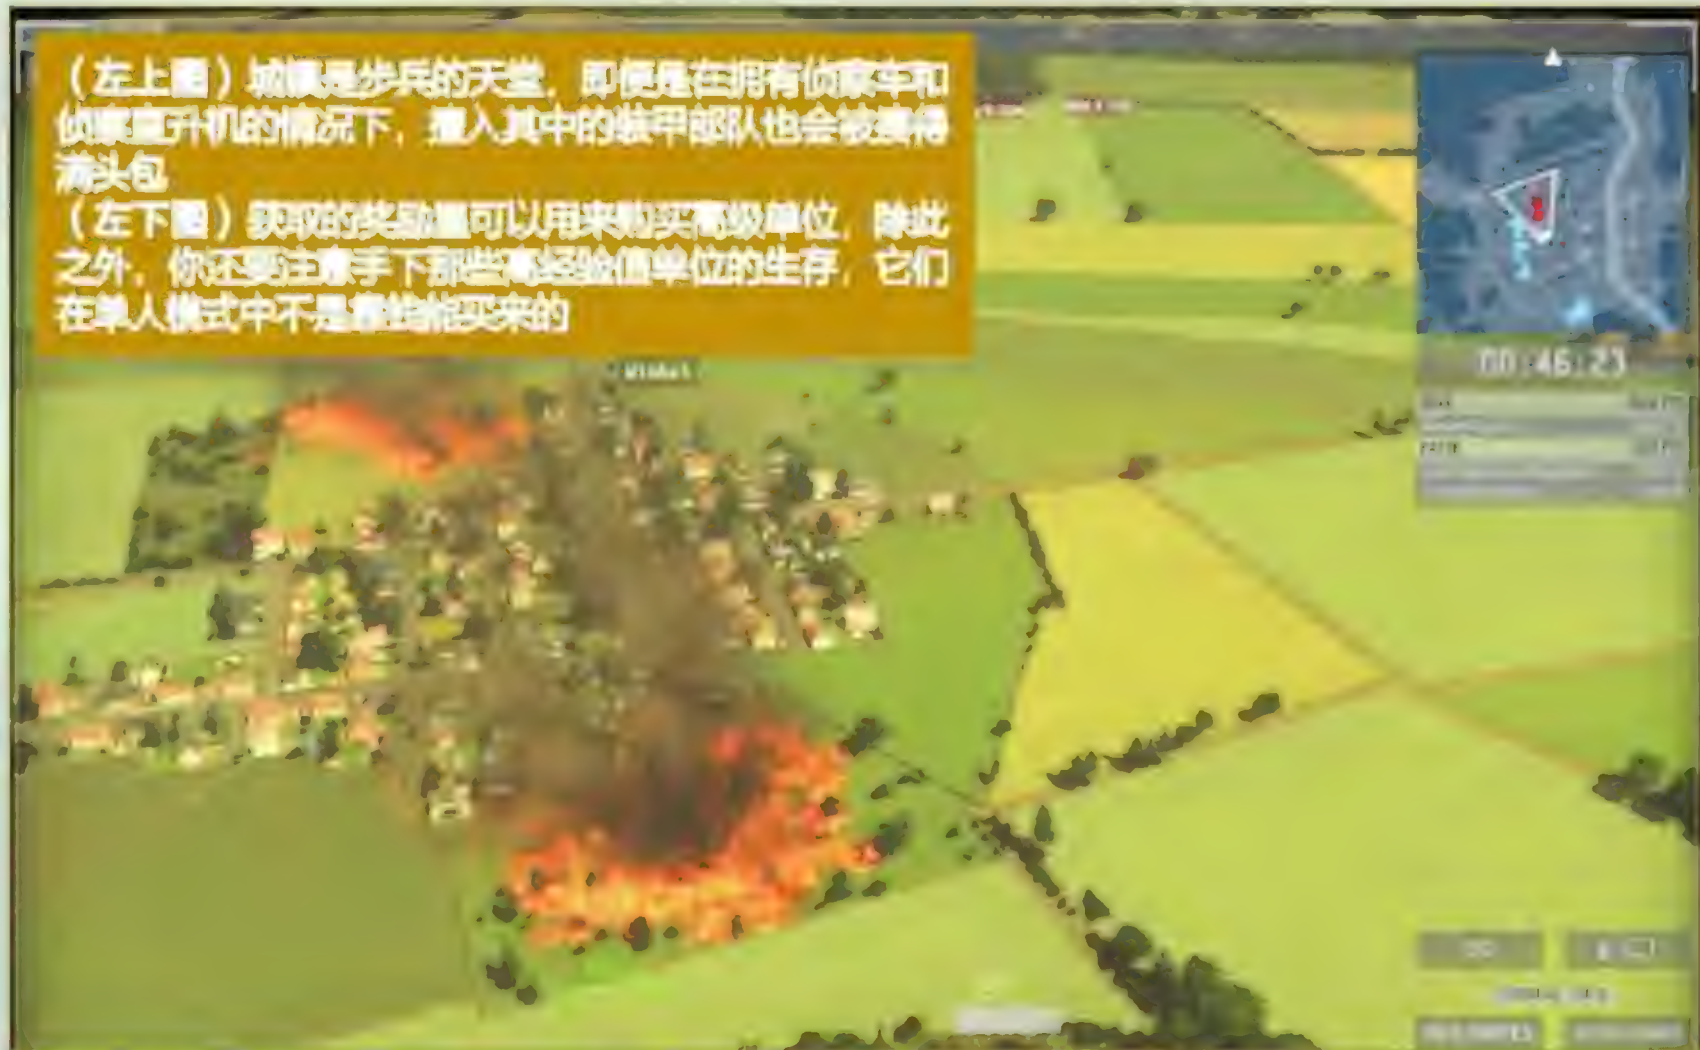 （左上图）城镇是步兵的天堂，即便是在拥有侦察车和
侦察直升机的情况下，撞入其中的装甲部队也会被揍得
满头包
（左下图）获取的奖励星可以用来购买高级单位，除此
之外，你还要注意手下那些高经验值单位的生存，它们
在单人模式中不是靠钱能买来的
00:46:23